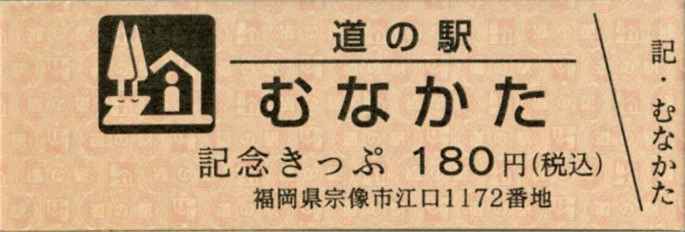 道の駅
むなかた
記念きっぷ 180円(税込)
福岡県宗像市江口1172番地
記・むなかた